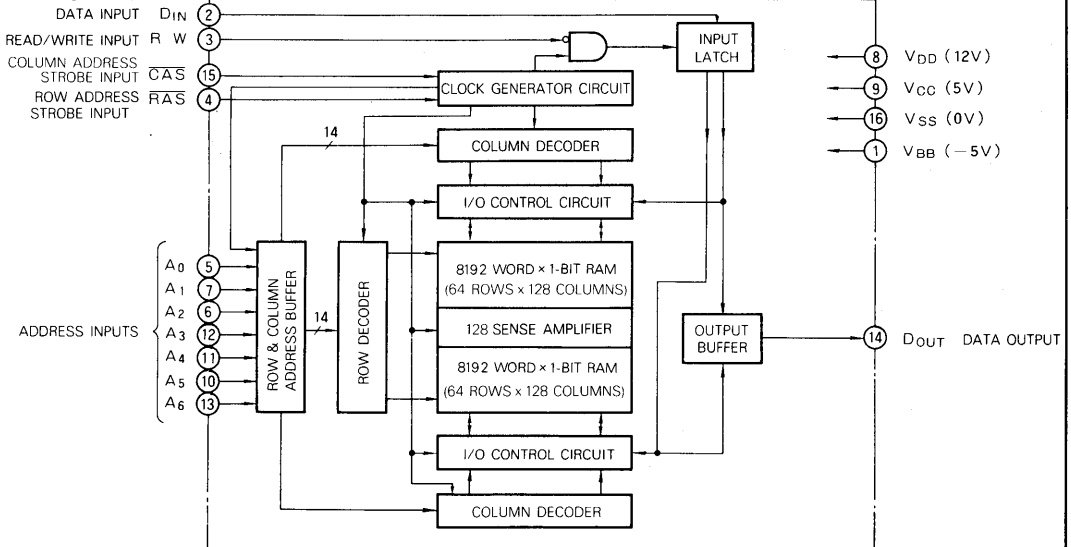 DATA INPUT DIN 2
READ/WRITE INPUT R W 3
COLUMN ADDRESS
STROBE INPUT CAS 15
ROW ADDRESS RAS 4
STROBE INPUT
INPUT
LATCH
CLOCK GENERATOR CIRCUIT
14
COLUMN DECODER
I/O CONTROL CIRCUIT
8 VDD (12V)
9 VCC (5V)
16 VSS (0V)
1 VBB (−5V)
ADDRESS INPUTS
A0 5
A1 7
A2 6
A3 12
A4 11
A5 10
A6 13
ROW & COLUMN
ADDRESS BUFFER
14
ROW DECODER
8192 WORD × 1-BIT RAM
(64 ROWS x 128 COLUMNS)
128 SENSE AMPLIFIER
8192 WORD × 1-BIT RAM
(64 ROWS x 128 COLUMNS)
OUTPUT
BUFFER
14 DOUT DATA OUTPUT
I/O CONTROL CIRCUIT
COLUMN DECODER